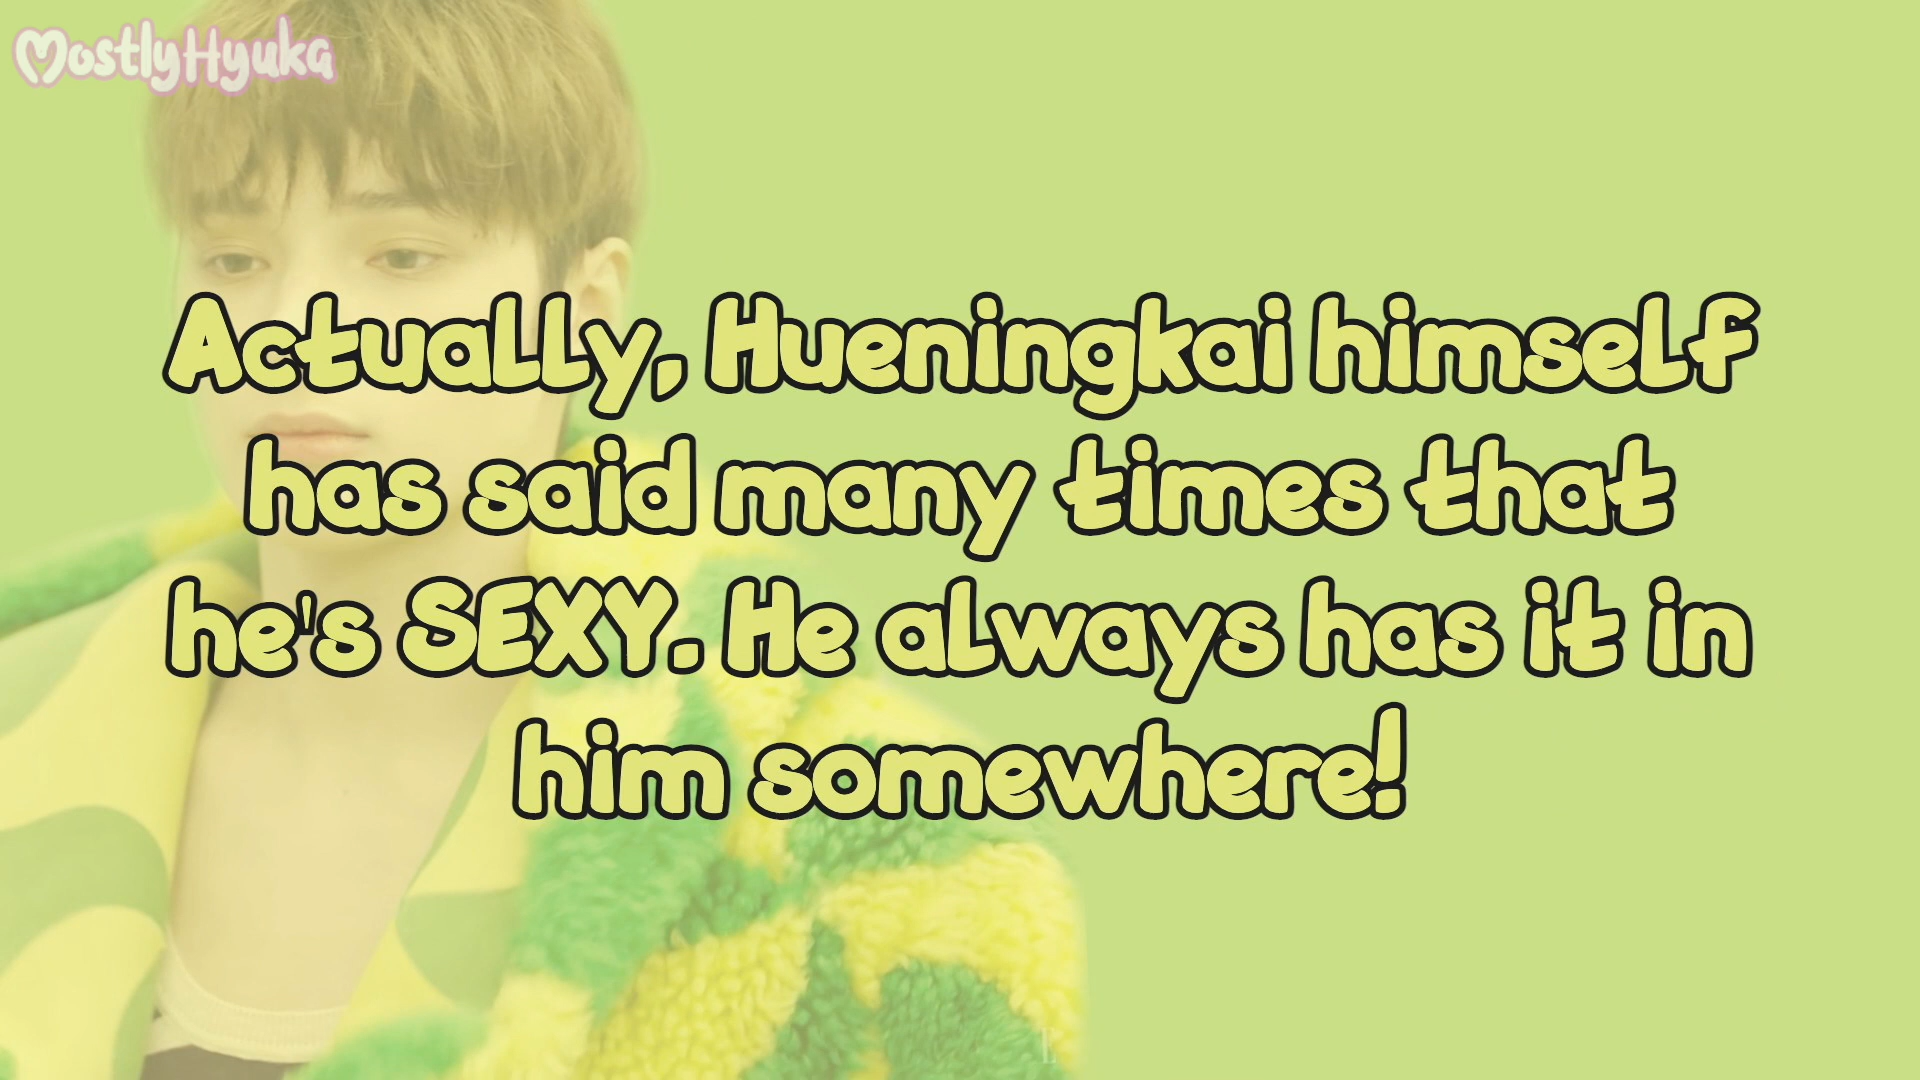 MostlyHyuka
Actually, Hueningkai himself
has said many times that
he's SEXY. He always has it in
him somewhere!